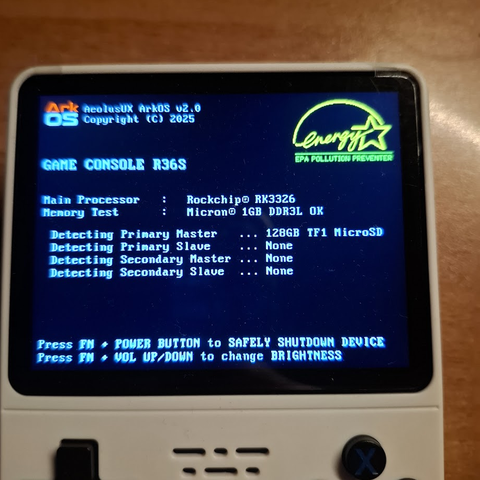 Ark
OS
AeolusUX ArkOS v2.0
Copyright (C) 2025
energy
EPA POLLUTION PREVENTER
GAME CONSOLE R36S
Main Processor : Rockchip® RK3326
Memory Test : Micron® 1GB DDR3L OK
Detecting Primary Master ... 128GB TF1 MicroSD
Detecting Primary Slave ... None
Detecting Secondary Master ... None
Detecting Secondary Slave ... None
Press FN + POWER BUTTON to SAFELY SHUTDOWN DEVICE
Press FN + VOL UP/DOWN to change BRIGHTNESS
X